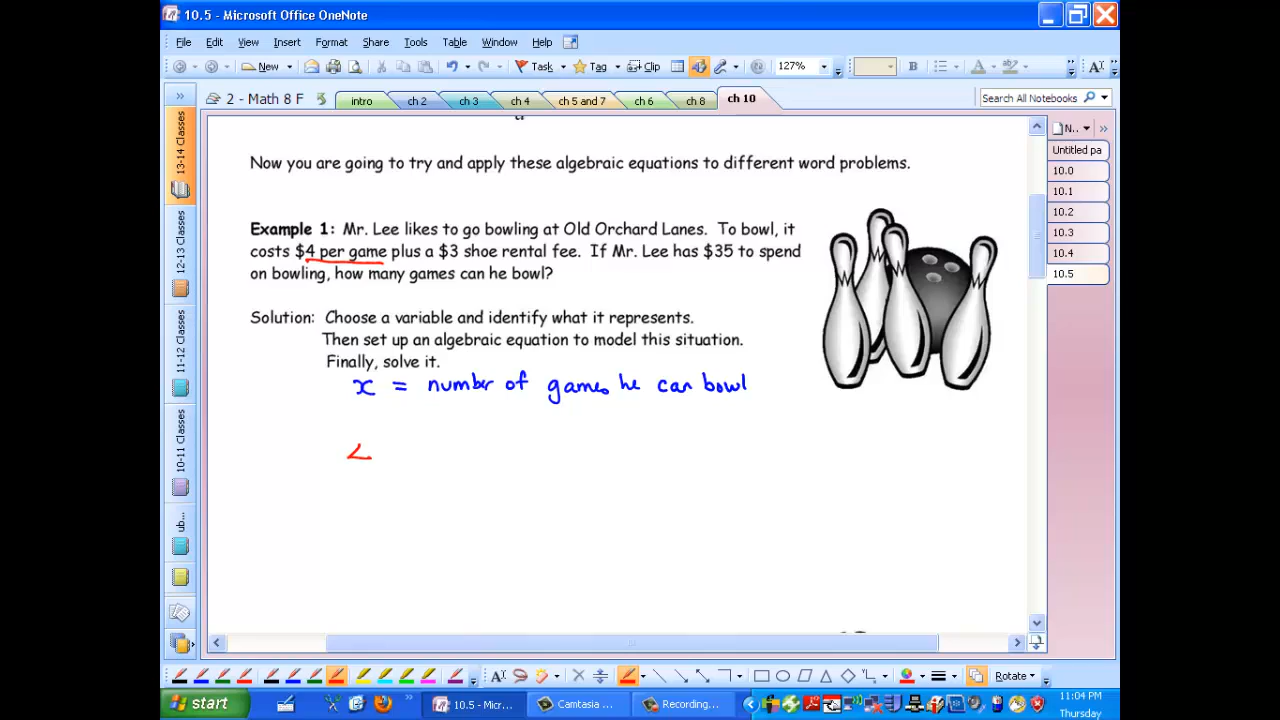 10.5 - Microsoft Office OneNote
File Edit View Insert Format Share Tools Table Window Help
New Task Tag Clip 127% B A
2 - Math 8 F intro ch 2 ch 3 ch 4 ch 5 and 7 ch 6 ch 8 ch 10 Search All Notebooks
13-14 Classes
12-13 Classes
11-12 Classes
10-11 Classes
ub...
Now you are going to try and apply these algebraic equations to different word problems.
Example 1: Mr. Lee likes to go bowling at Old Orchard Lanes. To bowl, it
costs $4 per game plus a $3 shoe rental fee. If Mr. Lee has $35 to spend
on bowling, how many games can he bowl?
Solution: Choose a variable and identify what it represents.
Then set up an algebraic equation to model this situation.
Finally, solve it.
x = number of games he can bowl
N..
Untitled pa
10.0
10.1
10.2
10.3
10.4
10.5
Rotate
start 10.5 - Micr... Camtasia ... Recording... 11:04 PM
Thursday